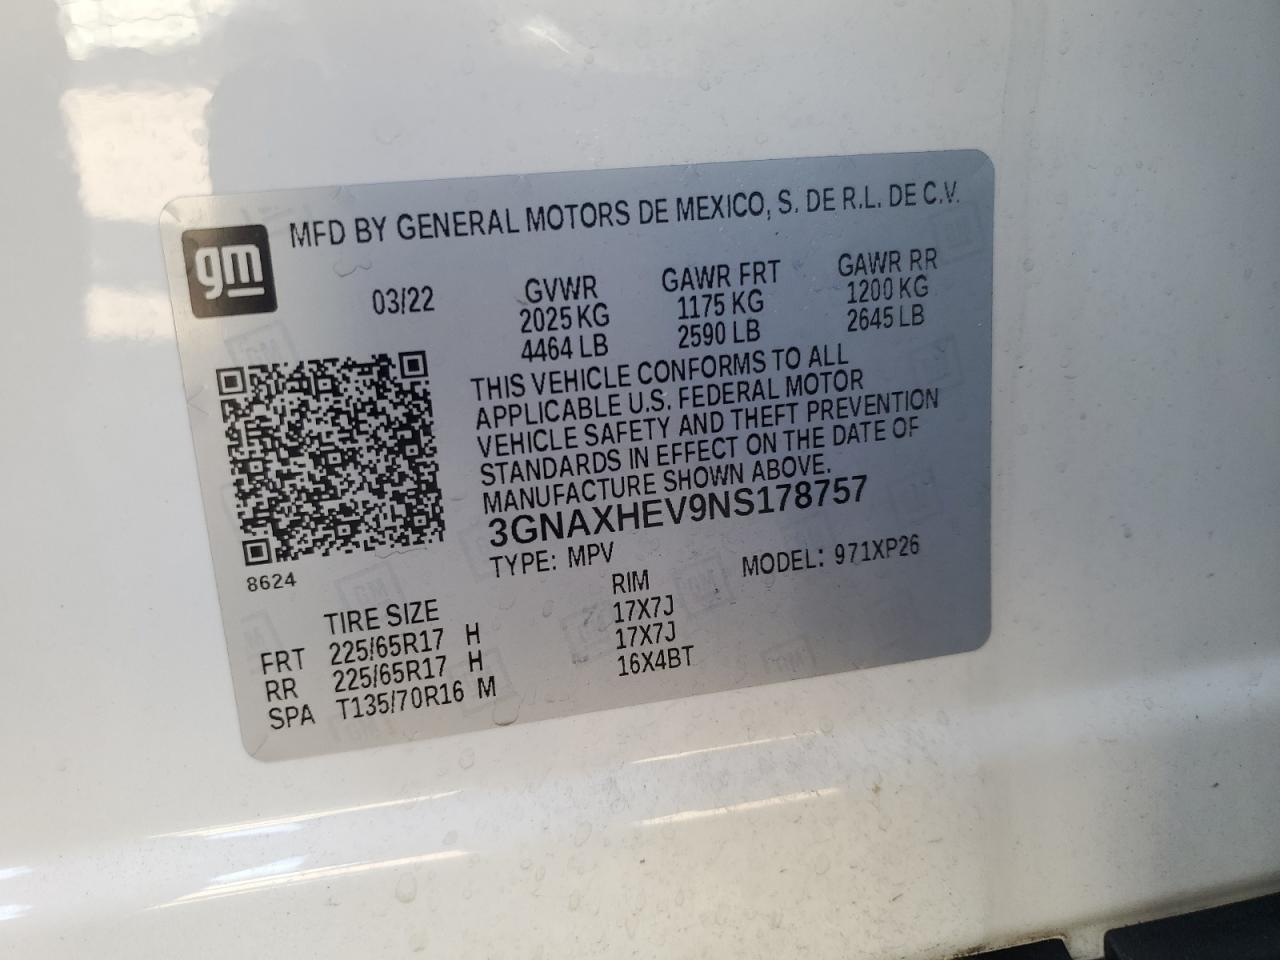 gm
MFD BY GENERAL MOTORS DE MEXICO, S. DE R.L. DE C.V.
03/22 GVWR GAWR FRT GAWR RR
2025 KG 1175 KG 1200 KG
4464 LB 2590 LB 2645 LB
THIS VEHICLE CONFORMS TO ALL
APPLICABLE U.S. FEDERAL MOTOR
VEHICLE SAFETY AND THEFT PREVENTION
STANDARDS IN EFFECT ON THE DATE OF
MANUFACTURE SHOWN ABOVE.
3GNAXHEV9NS178757
TYPE: MPV MODEL: 971XP26
8624
TIRE SIZE RIM
FRT 225/65R17 H 17X7J
RR 225/65R17 H 17X7J
SPA T135/70R16 M 16X4BT